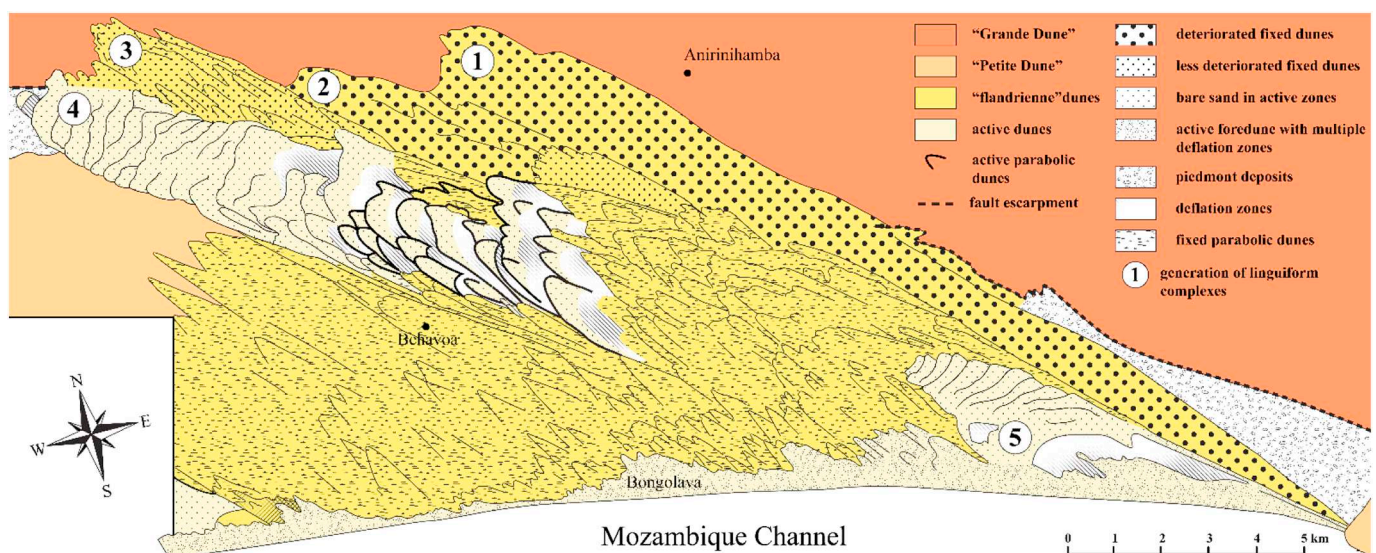 3
1
2
4
Anirinihamba
Behavoa
5
Bongolava
Mozambique Channel
N
E
W
S
0 1 2 3 4 5 km
“Grande Dune”
“Petite Dune”
“flandrienne”dunes
active dunes
active parabolic
dunes
fault escarpment
deteriorated fixed dunes
less deteriorated fixed dunes
bare sand in active zones
active foredune with multiple
deflation zones
piedmont deposits
deflation zones
fixed parabolic dunes
1 generation of linguiform
complexes